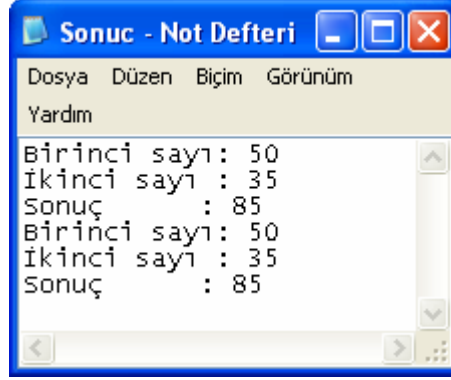 Sonuc - Not Defteri
Dosya Düzen Biçim Görünüm
Yardım
Birinci sayı: 50
İkinci sayı : 35
Sonuç : 85
Birinci sayı: 50
İkinci sayı : 35
Sonuç : 85